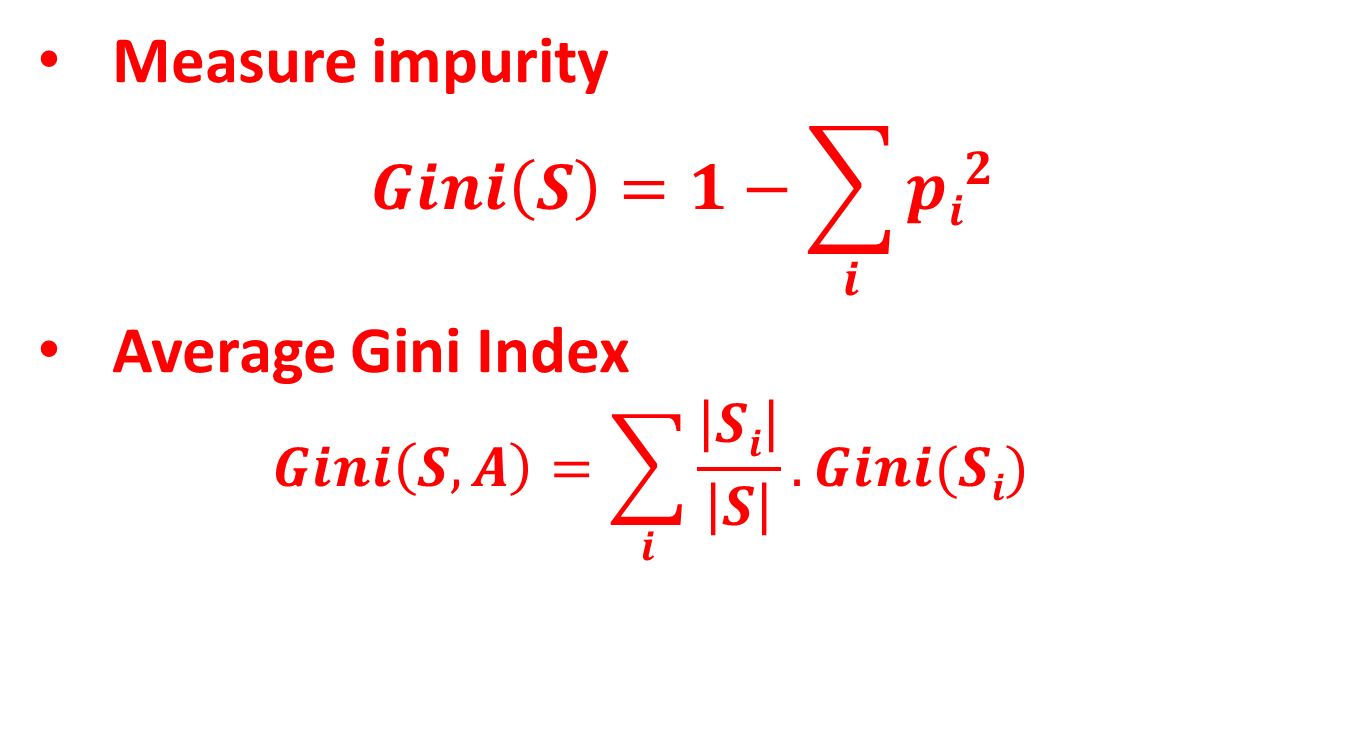 • Measure impurity
Gini(S) = 1 − ∑_i p_i^2
• Average Gini Index
Gini(S, A) = ∑_i |S_i|/|S| . Gini(S_i)